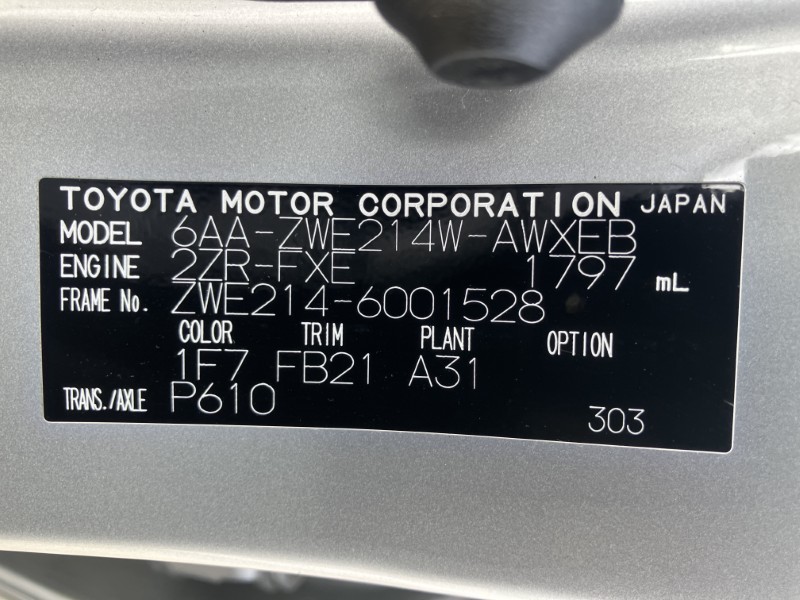 TOYOTA MOTOR CORPORATION JAPAN
MODEL 6AA-ZWE214W-AWXEB
ENGINE 2ZR-FXE 1797 mL
FRAME No. ZWE214-6001528
COLOR TRIM PLANT OPTION
1F7 FB21 A31
TRANS./AXLE P610
303